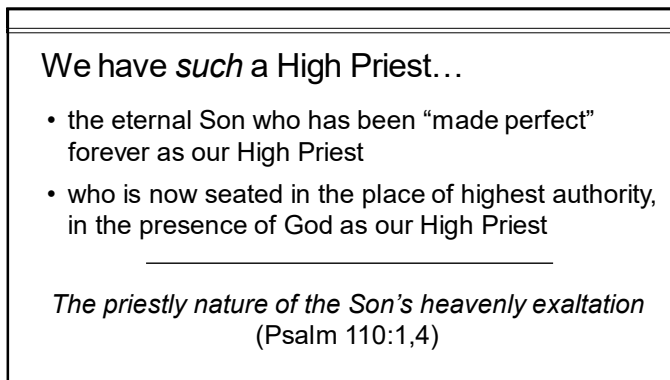 We have such a High Priest…
• the eternal Son who has been “made perfect”
forever as our High Priest
• who is now seated in the place of highest authority,
in the presence of God as our High Priest
The priestly nature of the Son’s heavenly exaltation
(Psalm 110:1,4)